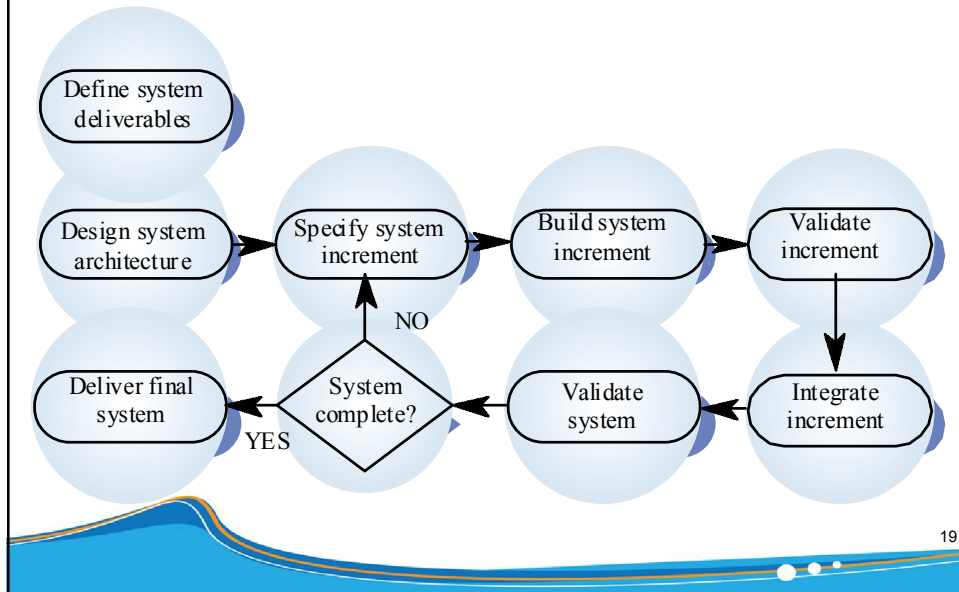 Define system
deliverables
Design system
architecture
Specify system
increment
Build system
increment
Validate
increment
NO
Deliver final
system
YES
System
complete?
Validate
system
Integrate
increment
19